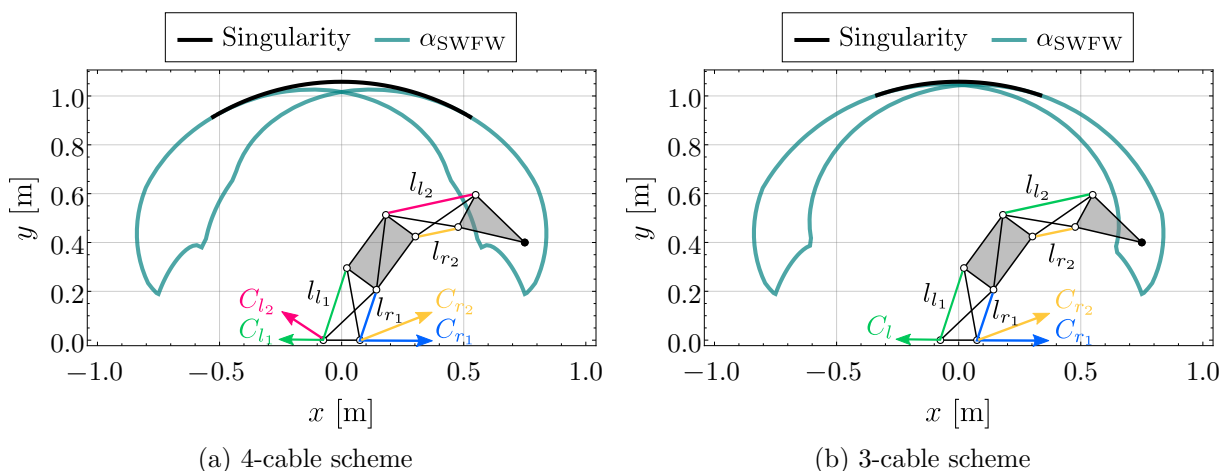 Singularity α_SWFW
1.0
0.8
0.6
0.4
0.2
0.0
y [m]
l_{l_2}
l_{r_2}
l_{l_1}
l_{r_1}
C_{l_2}
C_{l_1}
C_{r_2}
C_{r_1}
−1.0 −0.5 0.0 0.5 1.0
x [m]
(a) 4-cable scheme
Singularity α_SWFW
1.0
0.8
0.6
0.4
0.2
0.0
y [m]
l_{l_2}
l_{r_2}
l_{l_1}
l_{r_1}
C_l
C_{r_2}
C_{r_1}
−1.0 −0.5 0.0 0.5 1.0
x [m]
(b) 3-cable scheme